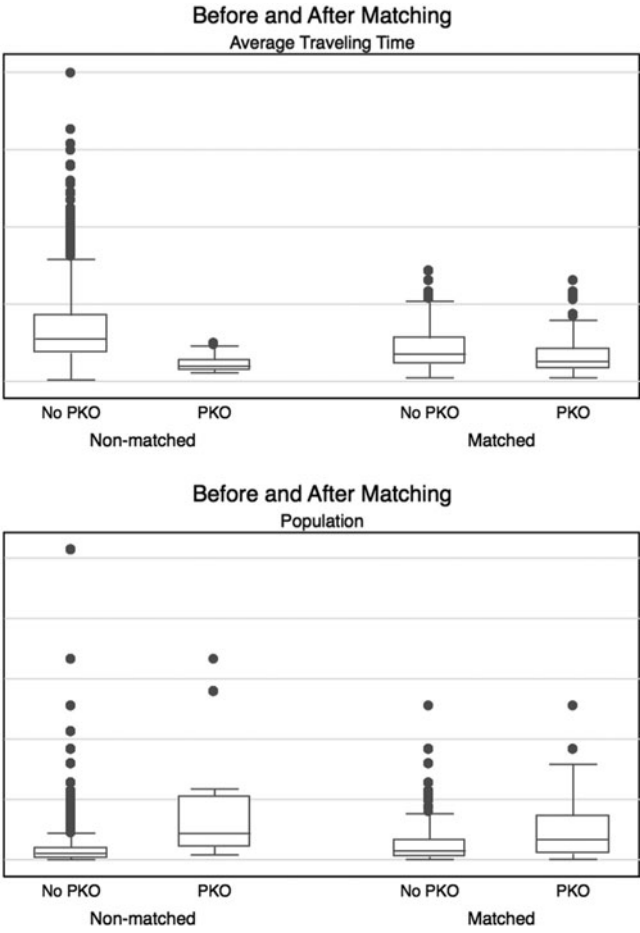 Before and After Matching
Average Traveling Time
No PKO PKO No PKO PKO
Non-matched Matched
Before and After Matching
Population
No PKO PKO No PKO PKO
Non-matched Matched